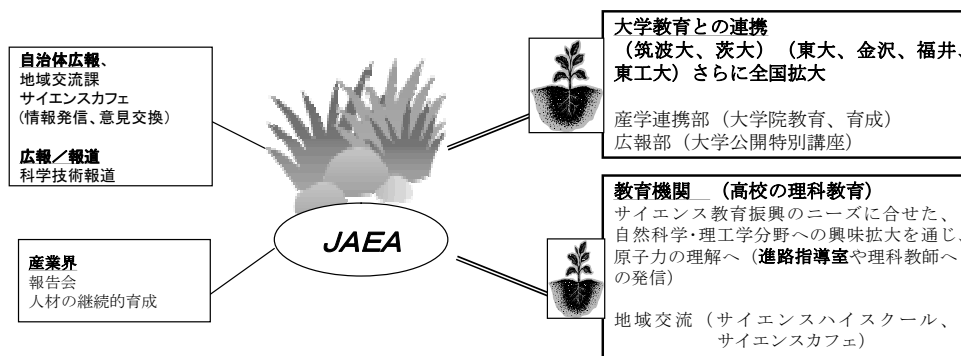 自治体広報、
地域交流課
サイエンスカフェ
(情報発信、意見交換)
広報／報道
科学技術報道
産業界
報告会
人材の継続的育成
JAEA
大学教育との連携
（筑波大、茨大）（東大、金沢、福井、
東工大）さらに全国拡大
産学連携部（大学院教育、育成）
広報部（大学公開特別講座）
教育機関　（高校の理科教育）
サイエンス教育振興のニーズに合せた、
自然科学・理工学分野への興味拡大を通じ、
原子力の理解へ（進路指導室や理科教師へ
の発信）
地域交流（サイエンスハイスクール、
サイエンスカフェ）